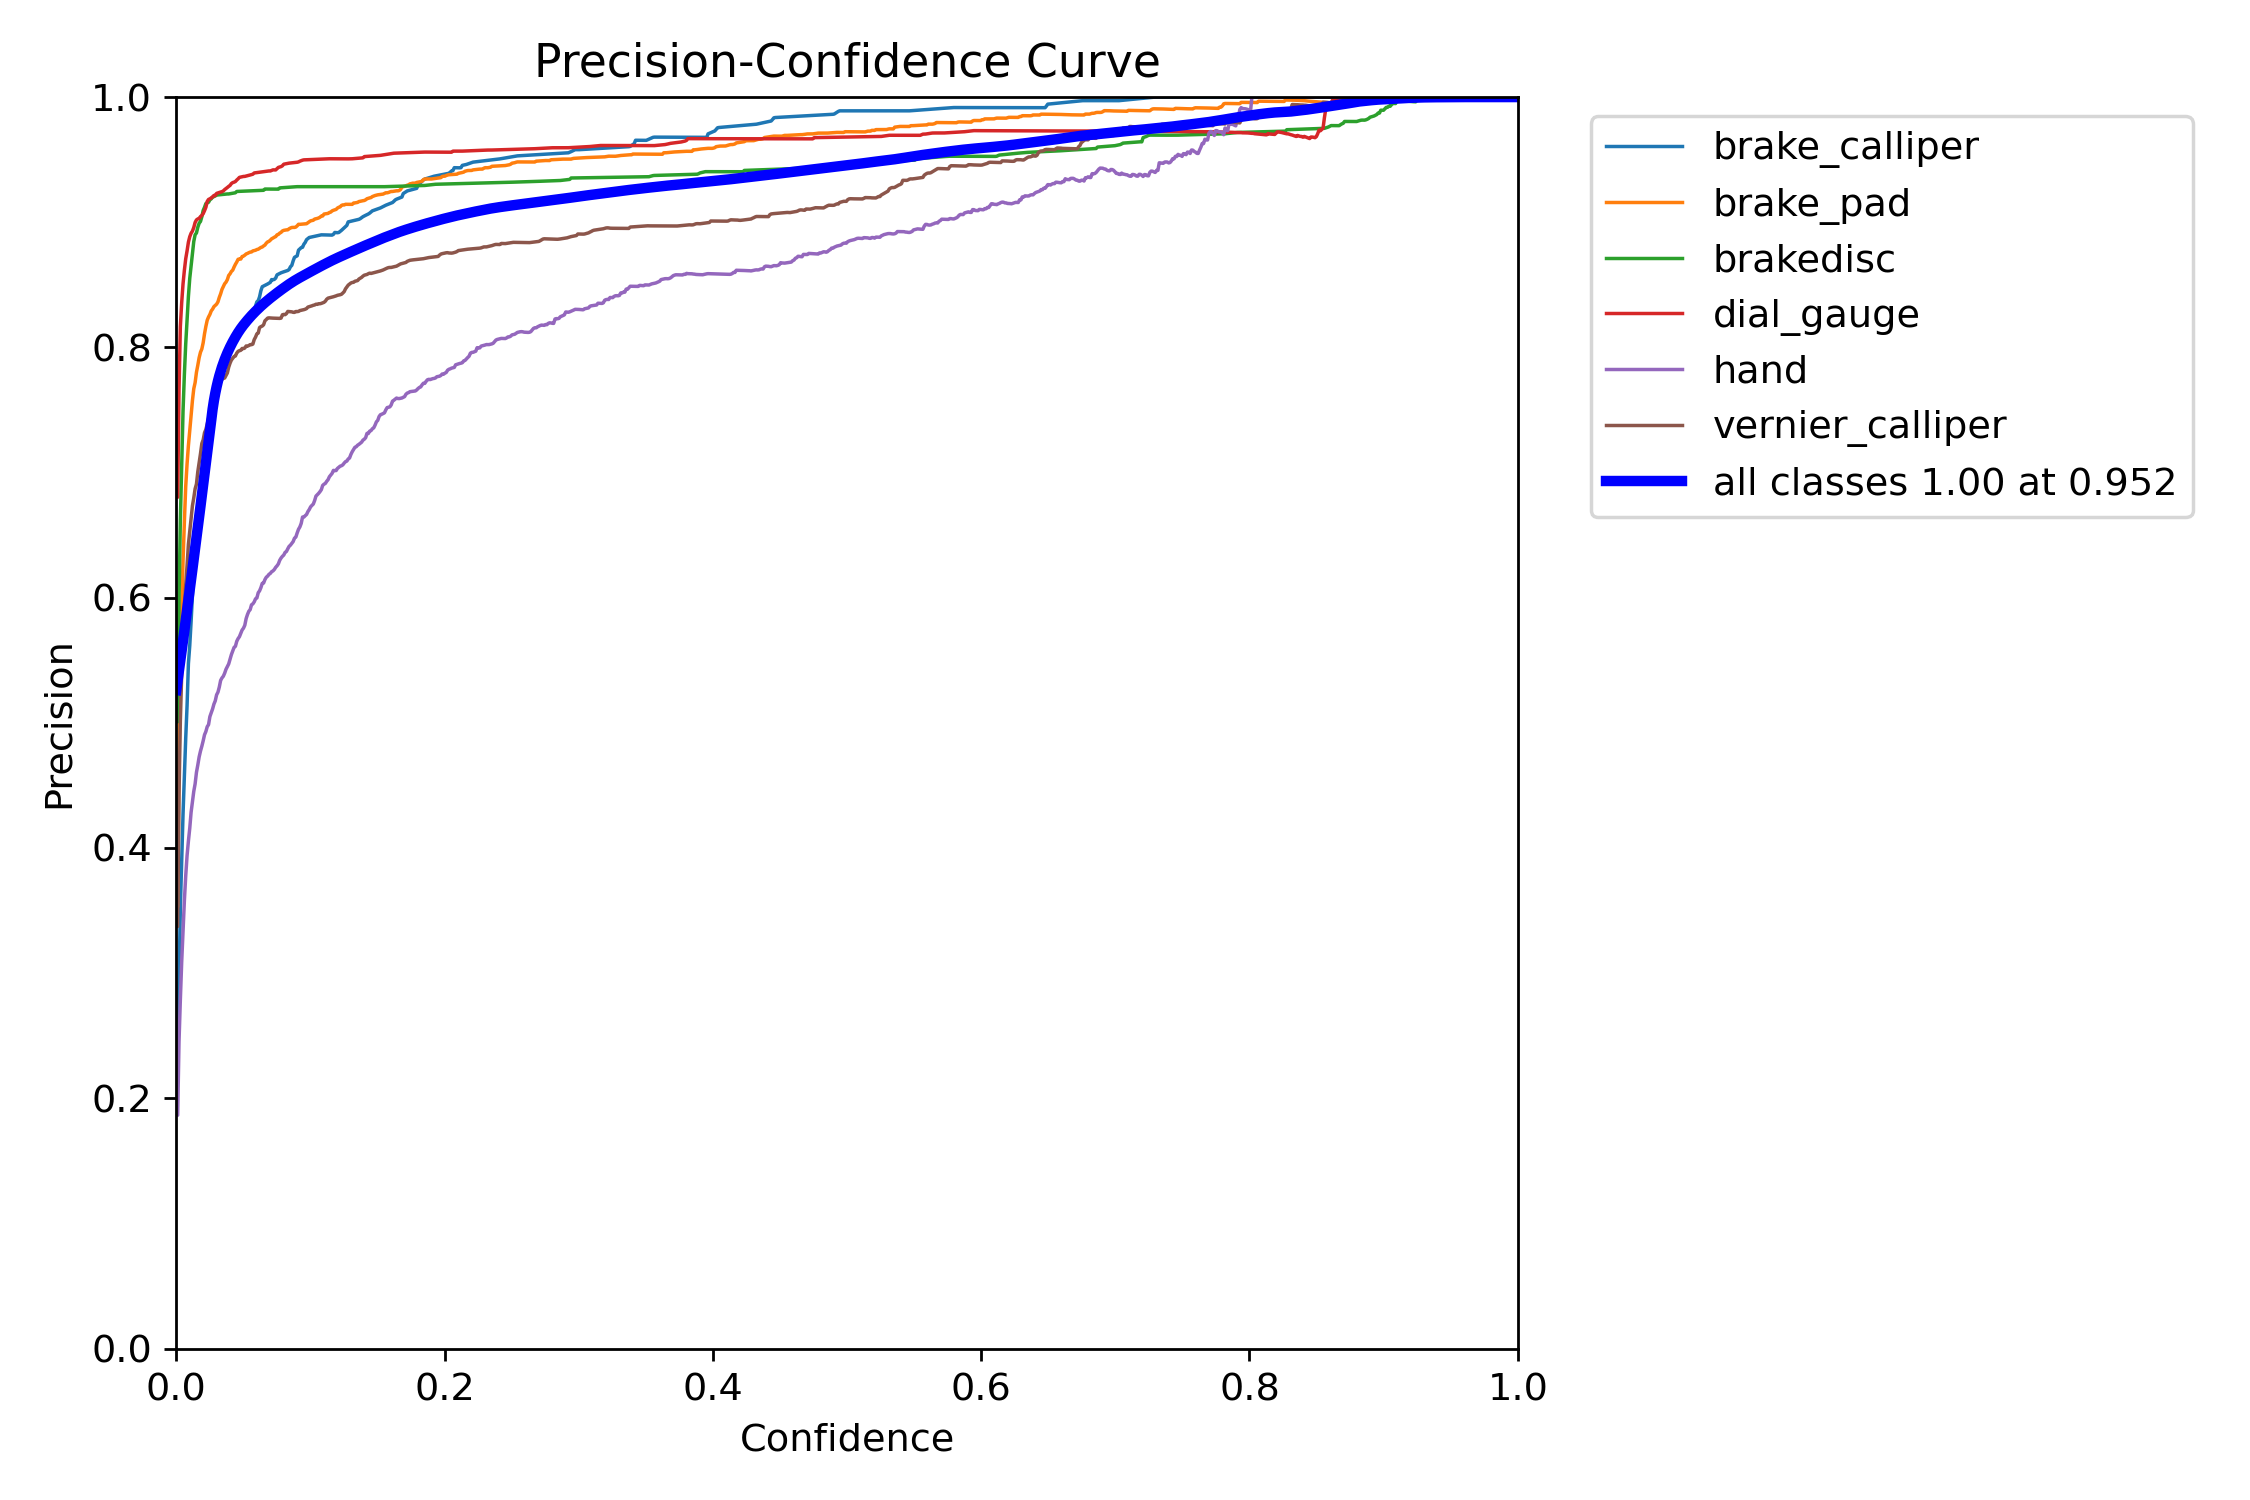 Precision-Confidence Curve
1.0
0.8
0.6
0.4
0.2
0.0
Precision
0.0 0.2 0.4 0.6 0.8 1.0
Confidence
brake_calliper
brake_pad
brakedisc
dial_gauge
hand
vernier_calliper
all classes 1.00 at 0.952